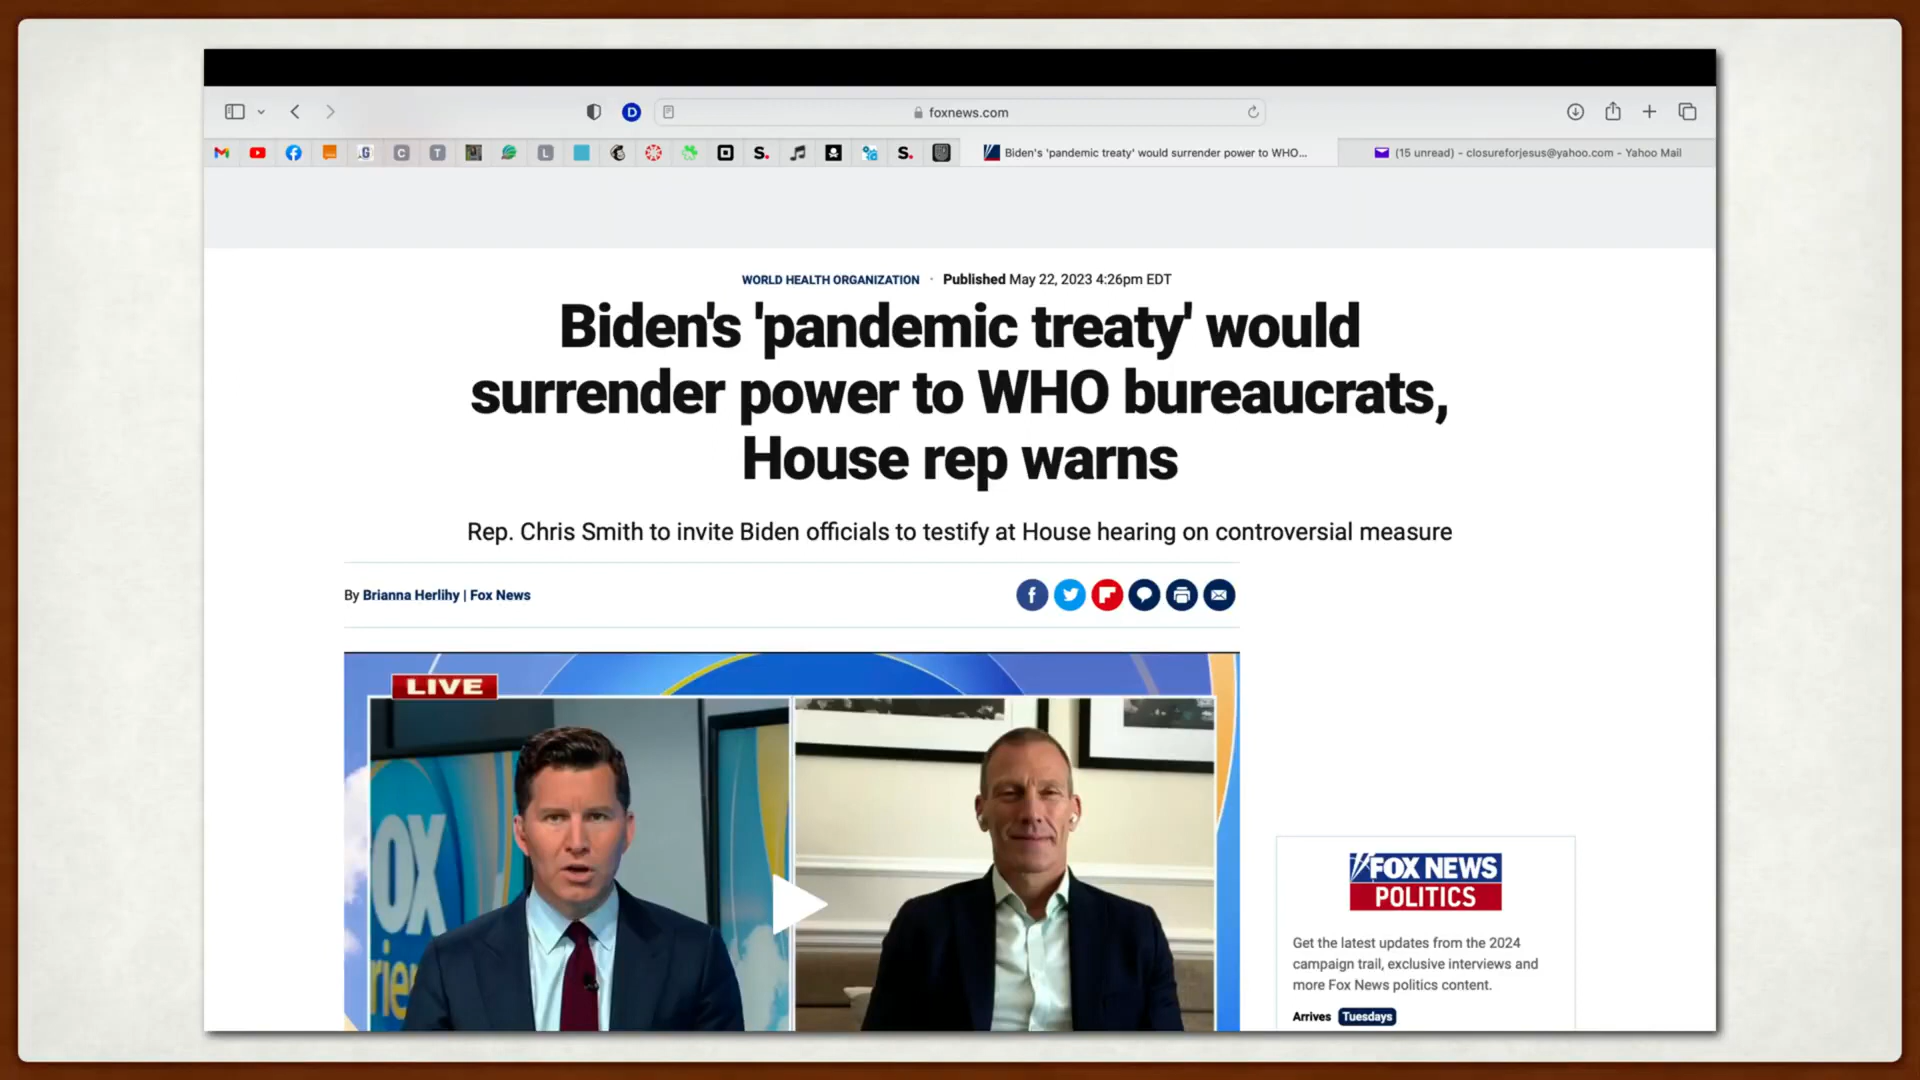 D
foxnews.com
G
C
T
L
S.
S.
Biden's 'pandemic treaty' would surrender power to WHO...
(15 unread) - closureforjesus@yahoo.com - Yahoo Mail
WORLD HEALTH ORGANIZATION · Published May 22, 2023 4:26pm EDT
Biden's 'pandemic treaty' would
surrender power to WHO bureaucrats,
House rep warns
Rep. Chris Smith to invite Biden officials to testify at House hearing on controversial measure
By Brianna Herlihy | Fox News
f
LIVE
OX
rie
FOX NEWS
POLITICS
Get the latest updates from the 2024
campaign trail, exclusive interviews and
more Fox News politics content.
Arrives Tuesdays